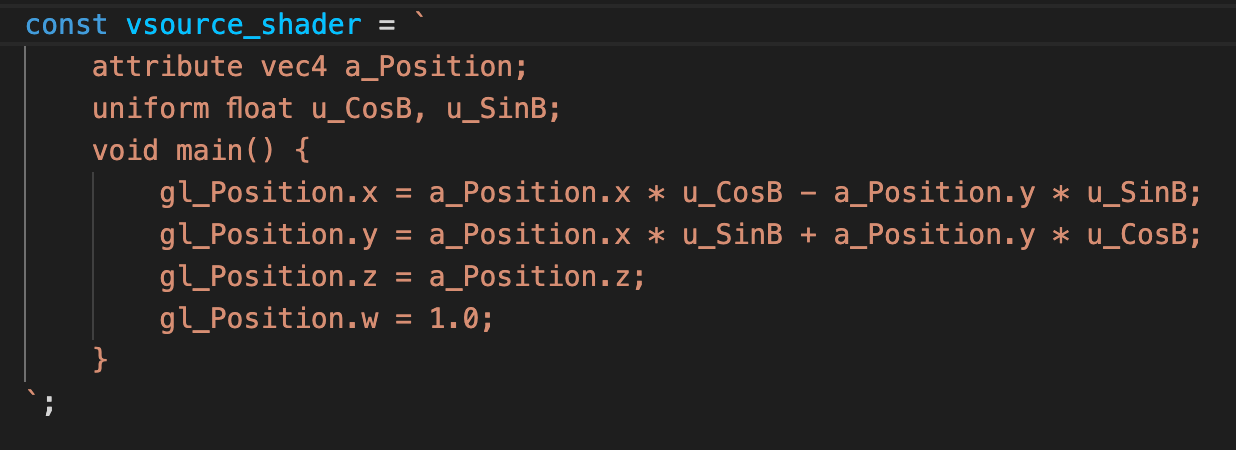 const vsource_shader = `
    attribute vec4 a_Position;
    uniform float u_CosB, u_SinB;
    void main() {
        gl_Position.x = a_Position.x * u_CosB - a_Position.y * u_SinB;
        gl_Position.y = a_Position.x * u_SinB + a_Position.y * u_CosB;
        gl_Position.z = a_Position.z;
        gl_Position.w = 1.0;
    }
`;